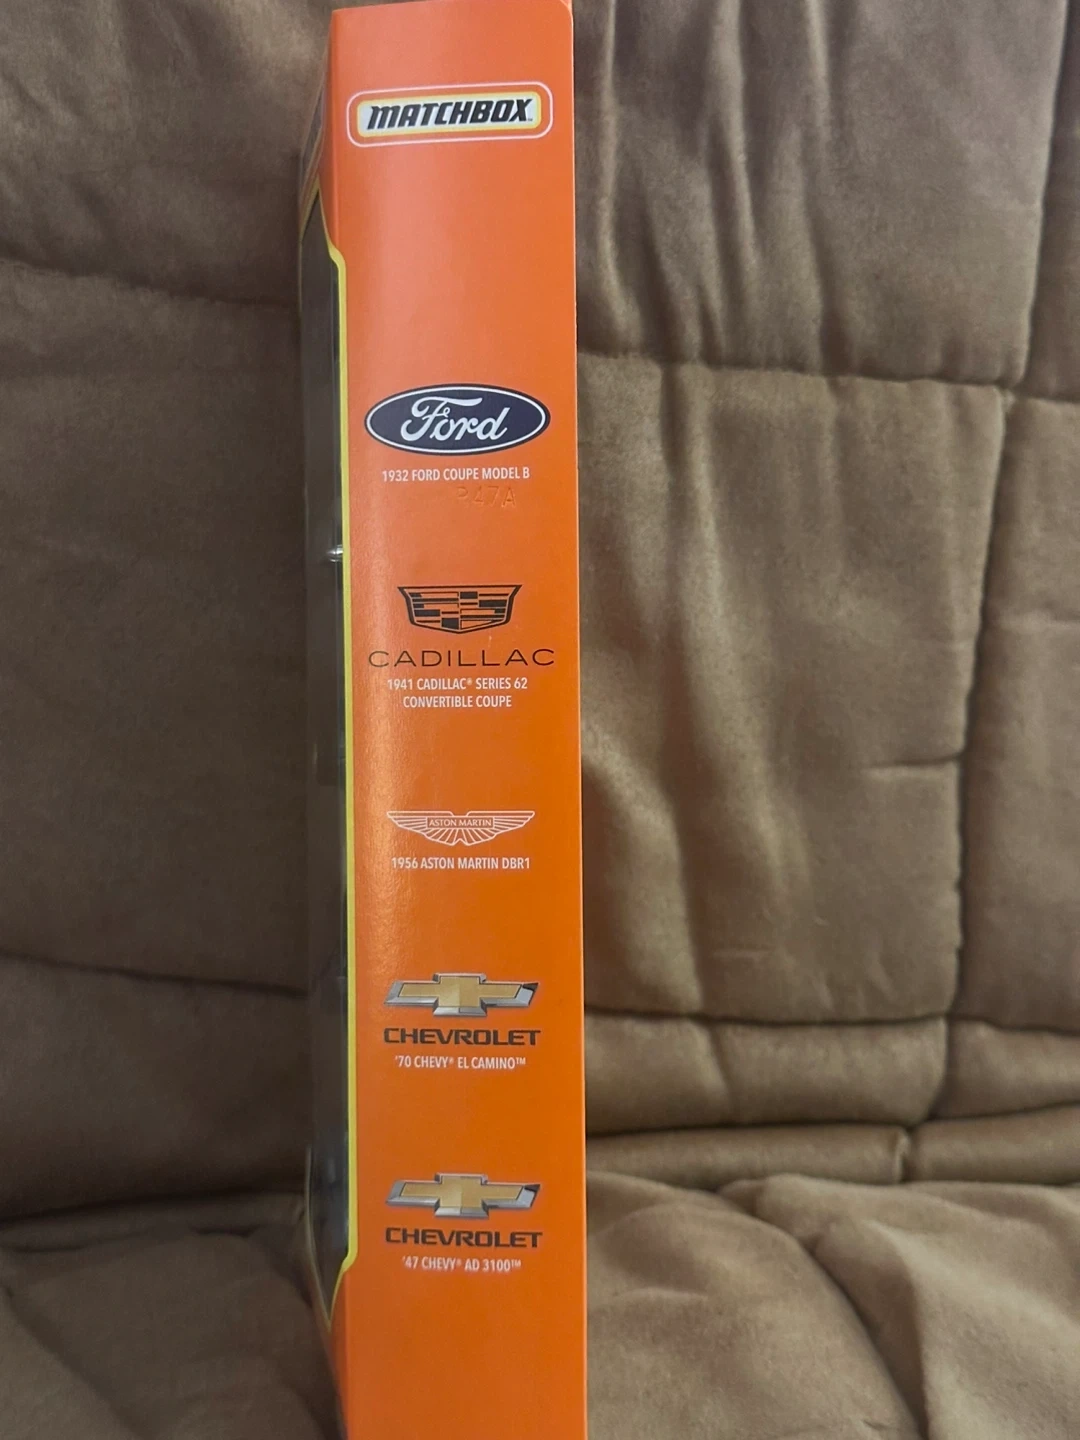 MATCHBOX
Ford
1932 FORD COUPE MODEL B
CADILLAC
1941 CADILLAC® SERIES 62
CONVERTIBLE COUPE
ASTON MARTIN
1956 ASTON MARTIN DBR1
CHEVROLET
'70 CHEVY® EL CAMINO™
CHEVROLET
'47 CHEVY® AD 3100™